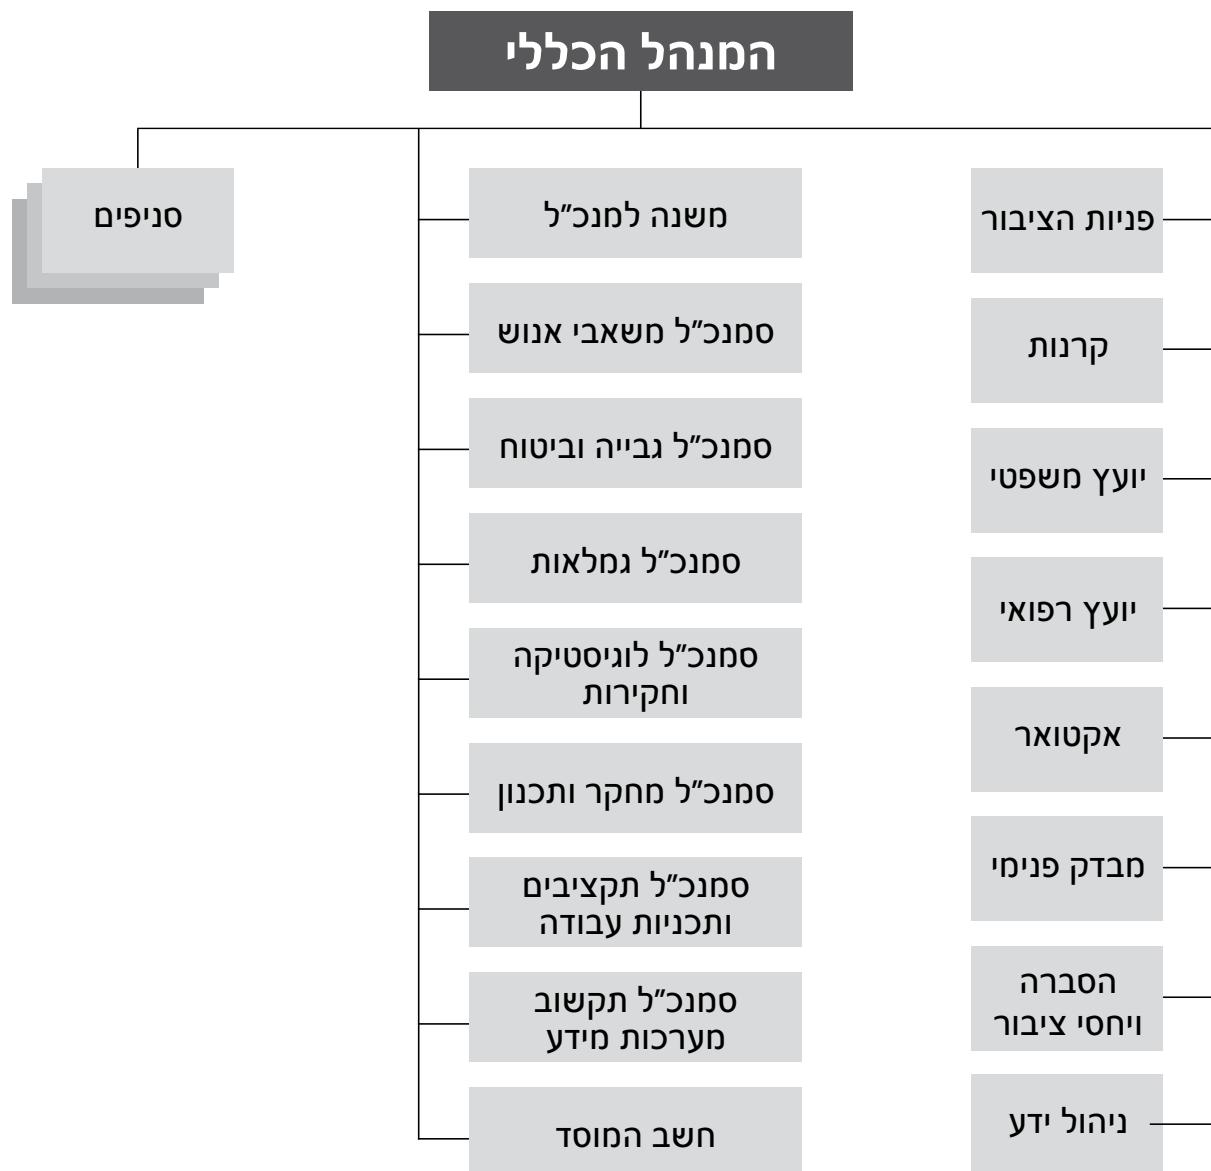 המנהל הכללי
פניות הציבור
קרנות
יועץ משפטי
יועץ רפואי
אקטואר
מבדק פנימי
הסברה
ויחסי ציבור
ניהול ידע
משנה למנכ"ל
סמנכ"ל משאבי אנוש
סמנכ"ל גבייה וביטוח
סמנכ"ל גמלאות
סמנכ"ל לוגיסטיקה
וחקירות
סמנכ"ל מחקר ותכנון
סמנכ"ל תקציבים
ותכניות עבודה
סמנכ"ל תקשוב
מערכות מידע
חשב המוסד
סניפים